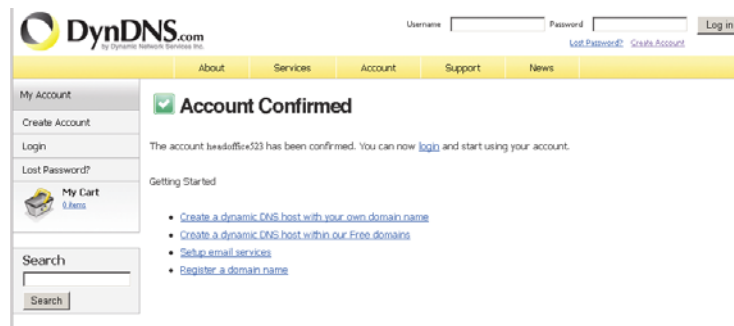 DynDNS.com
by Dynamic Network Services Inc.
Username Password Log in
Lost Password? Create Account
About Services Account Support News
My Account
Create Account
Login
Lost Password?
My Cart
0 items
Search
Search
Account Confirmed
The account headoffice523 has been confirmed. You can now login and start using your account.
Getting Started
Create a dynamic DNS host with your own domain name
Create a dynamic DNS host within our Free domains
Setup email services
Register a domain name